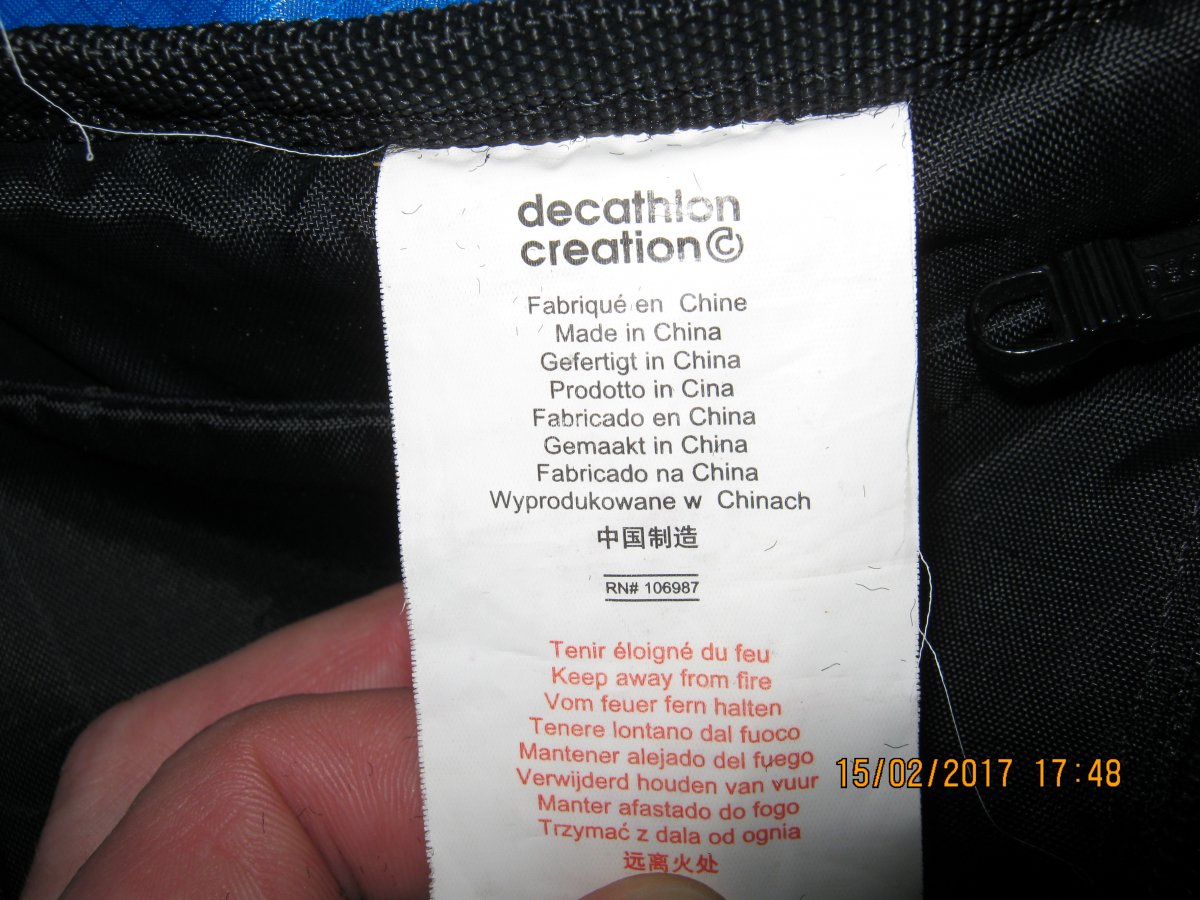 decathlon
creation©
Fabriqué en Chine
Made in China
Gefertigt in China
Prodotto in Cina
Fabricado en China
Gemaakt in China
Fabricado na China
Wyprodukowane w Chinach
中国制造
RN# 106987
Tenir éloigné du feu
Keep away from fire
Vom feuer fern halten
Tenere lontano dal fuoco
Mantener alejado del fuego
Verwijderd houden van vuur
Manter afastado do fogo
Trzymać z dala od ognia
远离火处
15/02/2017 17:48